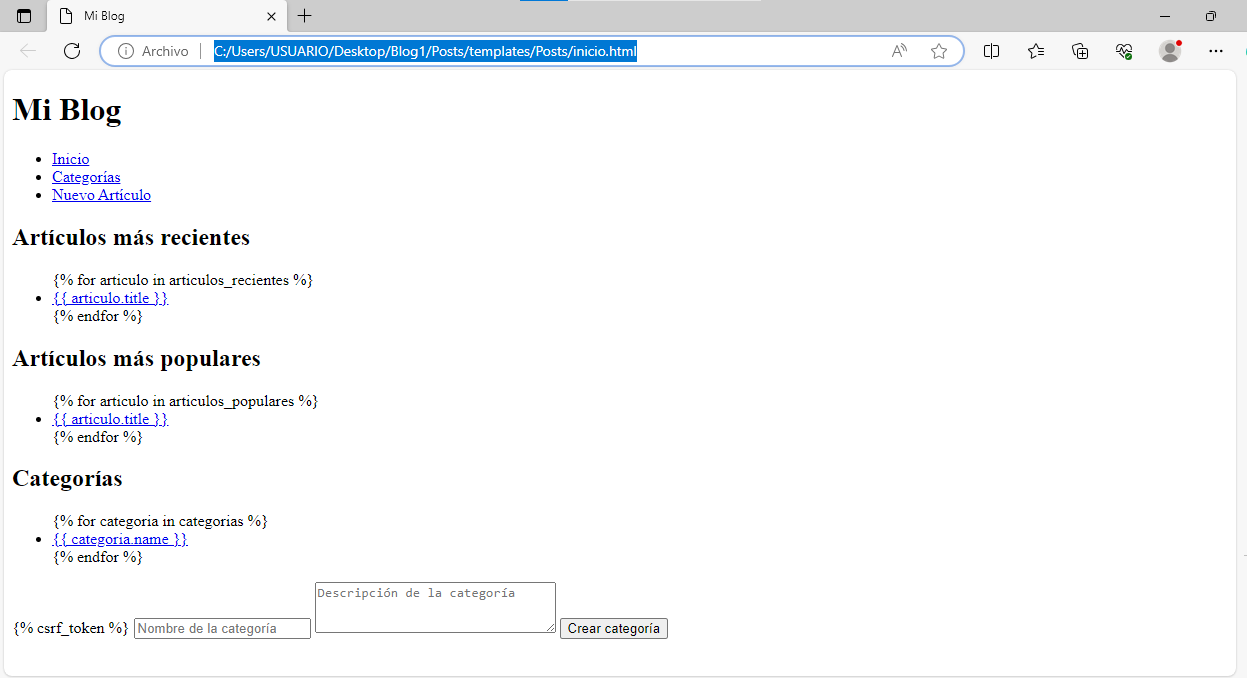 Mi Blog
Archivo
C:/Users/USUARIO/Desktop/Blog1/Posts/templates/Posts/inicio.html
Mi Blog
Inicio
Categorías
Nuevo Artículo
Artículos más recientes
{% for articulo in articulos_recientes %}
{{ articulo.title }}
{% endfor %}
Artículos más populares
{% for articulo in articulos_populares %}
{{ articulo.title }}
{% endfor %}
Categorías
{% for categoria in categorias %}
{{ categoria.name }}
{% endfor %}
Descripción de la categoría
{% csrf_token %} Nombre de la categoría Crear categoría